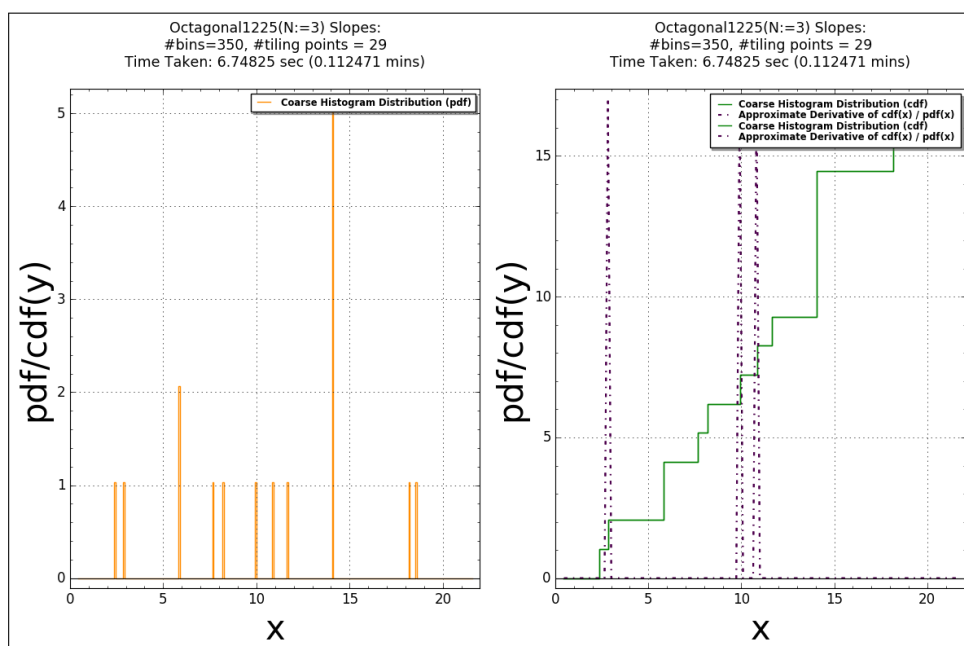 Octagonal1225(N:=3) Slopes:
#bins=350, #tiling points = 29
Time Taken: 6.74825 sec (0.112471 mins)
Coarse Histogram Distribution (pdf)
5
4
3
2
1
0
0
5
10
15
20
pdf/cdf(y)
x
Octagonal1225(N:=3) Slopes:
#bins=350, #tiling points = 29
Time Taken: 6.74825 sec (0.112471 mins)
Coarse Histogram Distribution (cdf)
Approximate Derivative of cdf(x) / pdf(x)
Coarse Histogram Distribution (cdf)
Approximate Derivative of cdf(x) / pdf(x)
15
10
5
0
0
5
10
15
20
pdf/cdf(y)
x